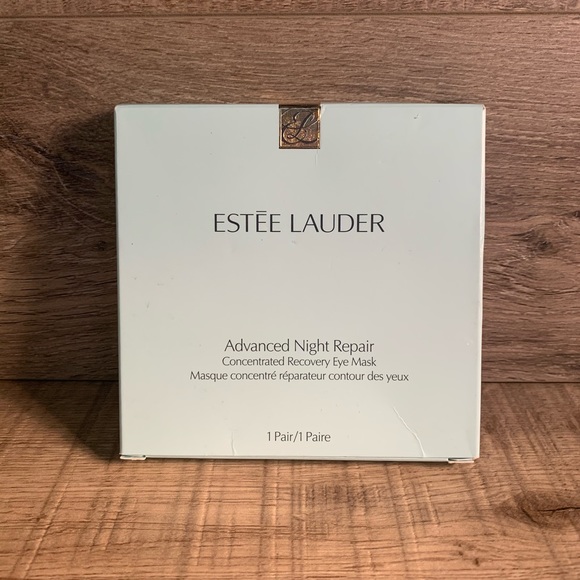 ESTĒE LAUDER
Advanced Night Repair
Concentrated Recovery Eye Mask
Masque concentré réparateur contour des yeux
1 Pair/1 Paire